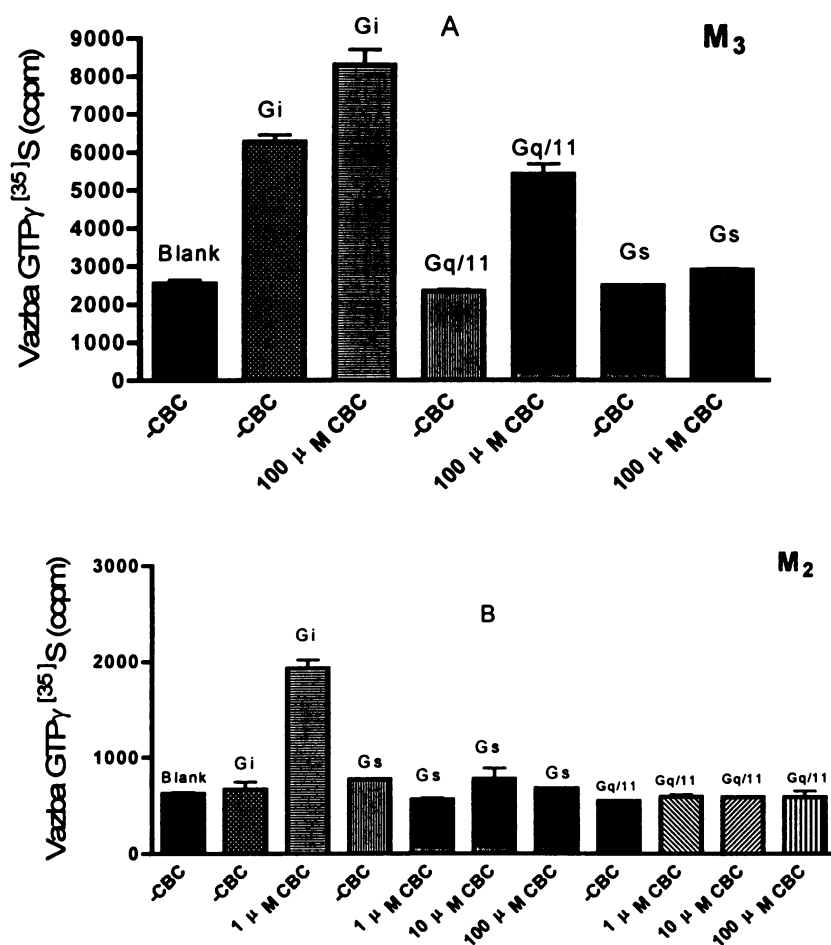 A
M3
Vazba GTPγ [35]S (ccpm)
9000
8000
7000
6000
5000
4000
3000
2000
1000
0
Blank
Gi
Gi
Gq/11
Gq/11
Gs
Gs
-CBC
-CBC
100 μ M CBC
-CBC
100 μ M CBC
-CBC
100 μ M CBC
M2
B
Vazba GTPγ [35]S (ccpm)
3000
2000
1000
0
Blank
Gi
Gi
Gs
Gs
Gs
Gs
Gq/11
Gq/11
Gq/11
Gq/11
-CBC
-CBC
1 μ M CBC
-CBC
1 μ M CBC
10 μ M CBC
100 μ M CBC
-CBC
1 μ M CBC
10 μ M CBC
100 μ M CBC